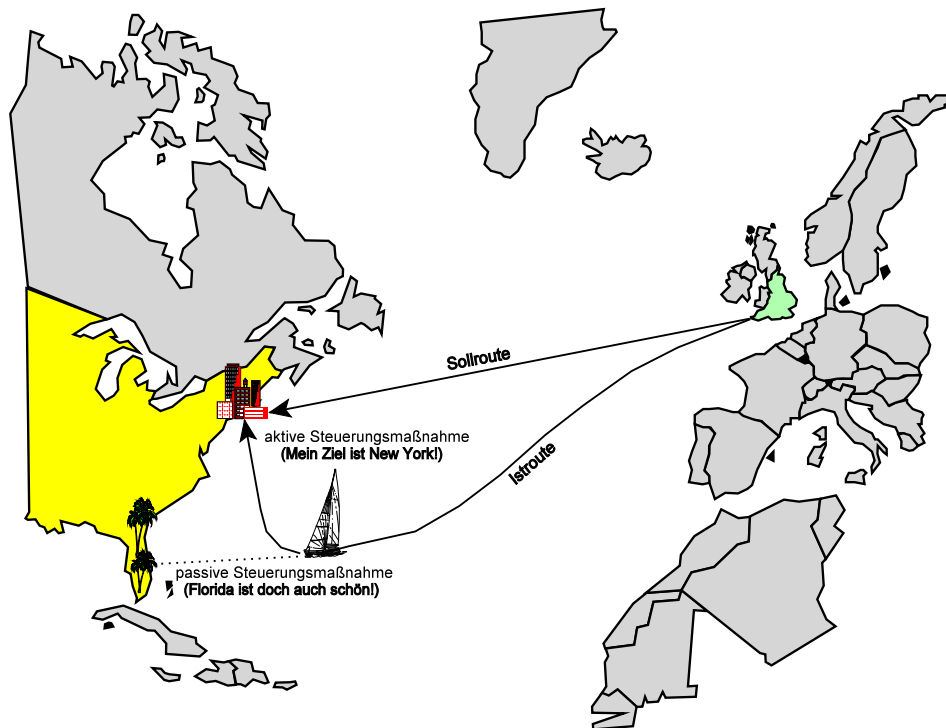 Sollroute
Istroute
aktive Steuerungsmaßnahme
(Mein Ziel ist New York!)
passive Steuerungsmaßnahme
(Florida ist doch auch schön!)